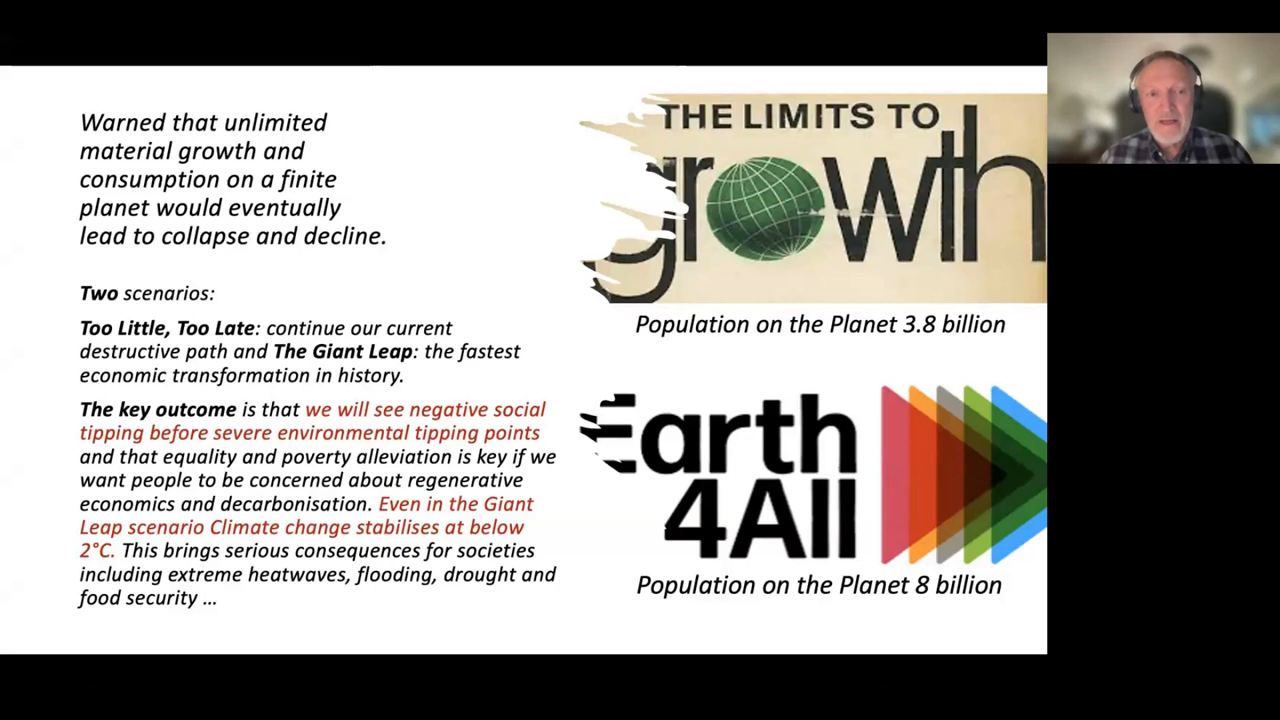 Warned that unlimited
material growth and
consumption on a finite
planet would eventually
lead to collapse and decline.
Two scenarios:
Too Little, Too Late: continue our current
destructive path and The Giant Leap: the fastest
economic transformation in history.
The key outcome is that we will see negative social
tipping before severe environmental tipping points
and that equality and poverty alleviation is key if we
want people to be concerned about regenerative
economics and decarbonisation. Even in the Giant
Leap scenario Climate change stabilises at below
2°C. This brings serious consequences for societies
including extreme heatwaves, flooding, drought and
food security …
THE LIMITS TO
growth
Population on the Planet 3.8 billion
Earth
4All
Population on the Planet 8 billion